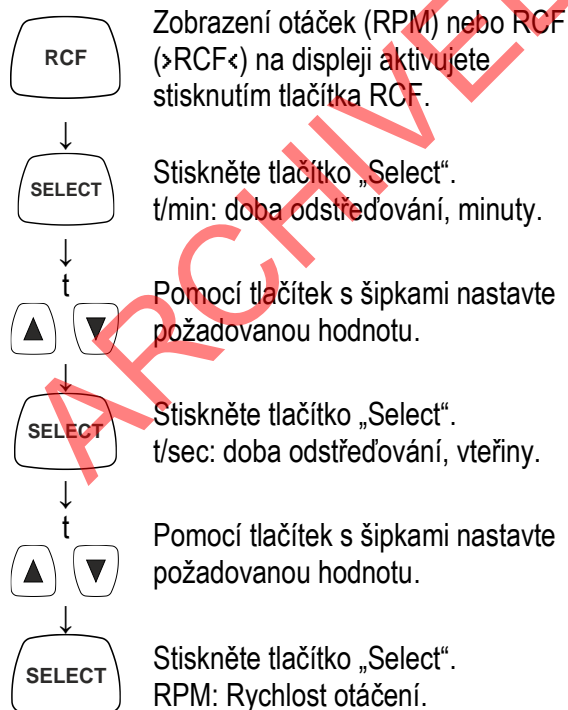 RCF
Zobrazení otáček (RPM) nebo RCF
(›RCF‹) na displeji aktivujete
stisknutím tlačítka RCF.
↓
SELECT
Stiskněte tlačítko „Select“.
t/min: doba odstřeďování, minuty.
↓
t
▲ ▼
Pomocí tlačítek s šipkami nastavte
požadovanou hodnotu.
↓
SELECT
Stiskněte tlačítko „Select“.
t/sec: doba odstřeďování, vteřiny.
↓
t
▲ ▼
Pomocí tlačítek s šipkami nastavte
požadovanou hodnotu.
↓
SELECT
Stiskněte tlačítko „Select“.
RPM: Rychlost otáčení.
ARCHIVE